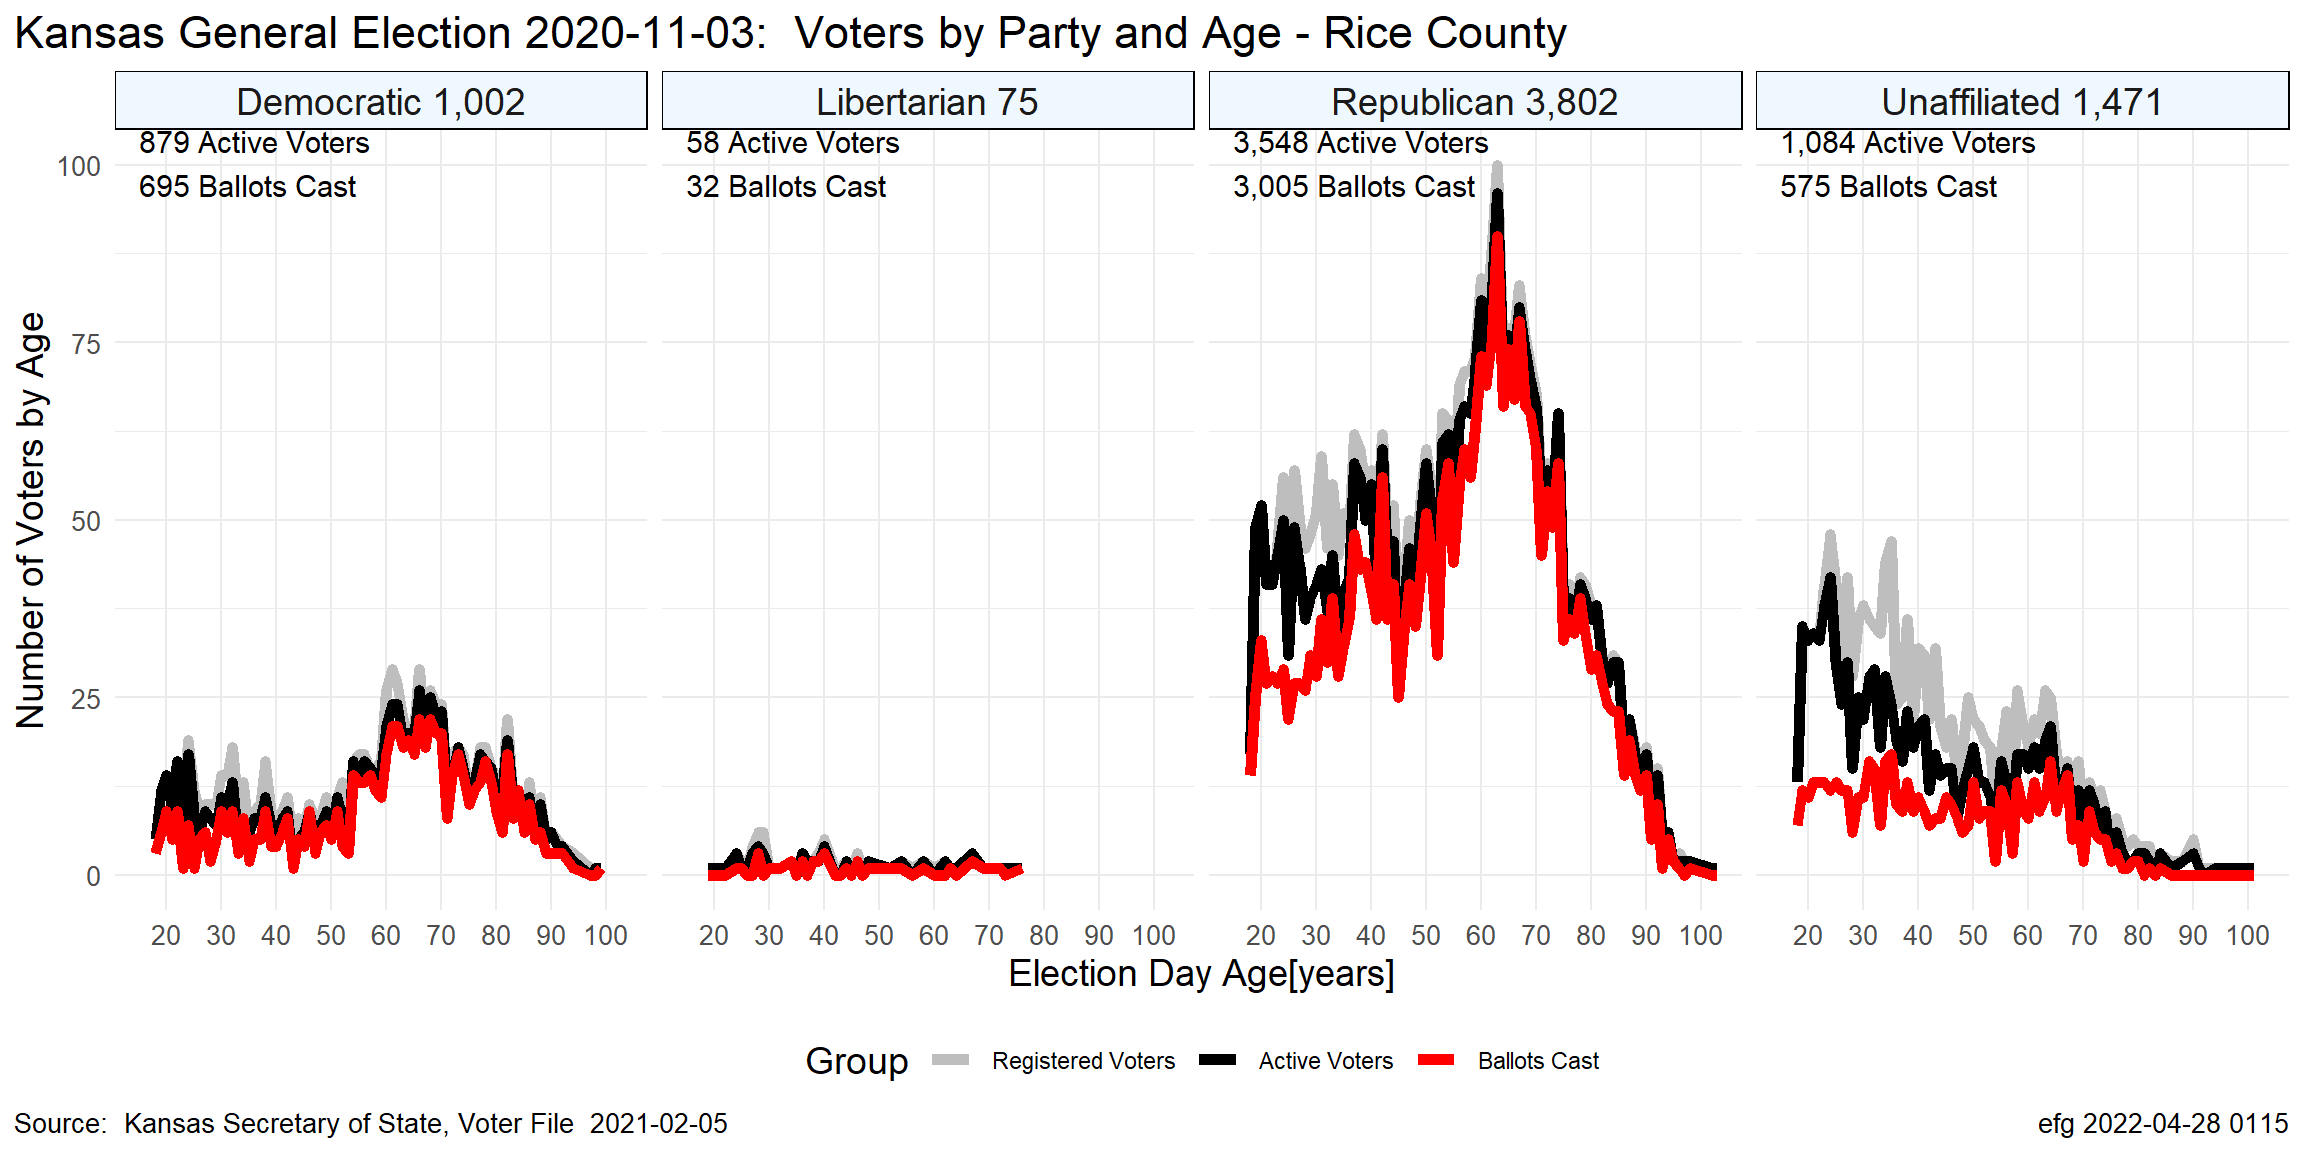 Kansas General Election 2020-11-03:  Voters by Party and Age - Rice County
Democratic 1,002
Libertarian 75
Republican 3,802
Unaffiliated 1,471
879 Active Voters
695 Ballots Cast
58 Active Voters
32 Ballots Cast
3,548 Active Voters
3,005 Ballots Cast
1,084 Active Voters
575 Ballots Cast
Number of Voters by Age
100
75
50
25
0
20 30 40 50 60 70 80 90 100
20 30 40 50 60 70 80 90 100
20 30 40 50 60 70 80 90 100
20 30 40 50 60 70 80 90 100
Election Day Age[years]
Group Registered Voters Active Voters Ballots Cast
Source:  Kansas Secretary of State, Voter File  2021-02-05
efg 2022-04-28 0115